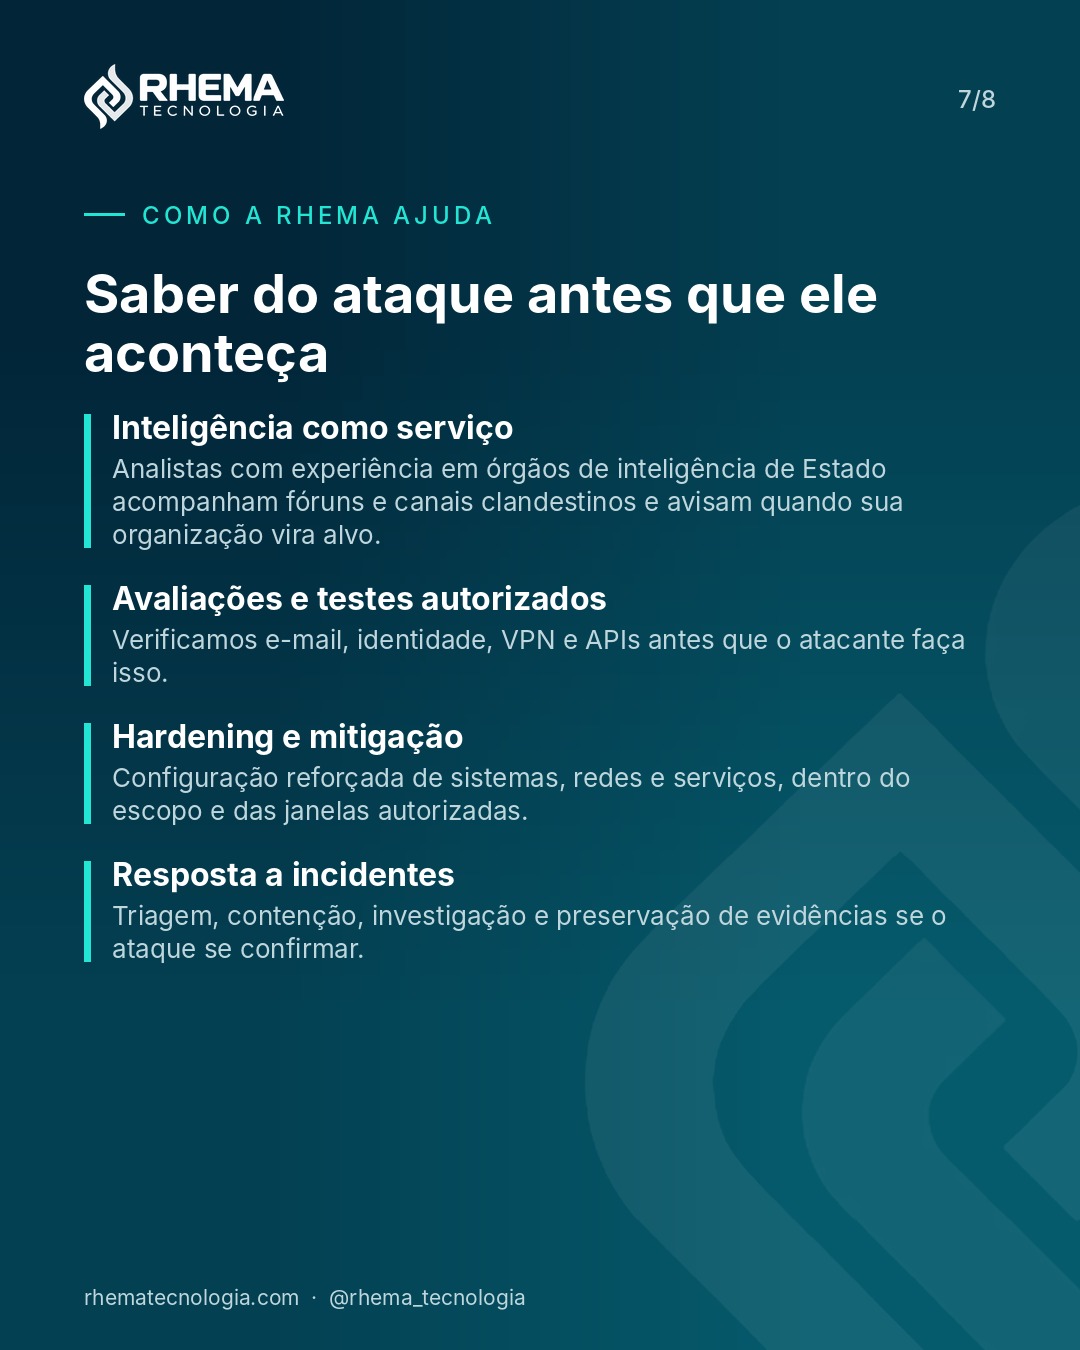 RHEMA
TECNOLOGIA
7/8
COMO A RHEMA AJUDA
Saber do ataque antes que ele
aconteça
Inteligência como serviço
Analistas com experiência em órgãos de inteligência de Estado
acompanham fóruns e canais clandestinos e avisam quando sua
organização vira alvo.
Avaliações e testes autorizados
Verificamos e-mail, identidade, VPN e APIs antes que o atacante faça
isso.
Hardening e mitigação
Configuração reforçada de sistemas, redes e serviços, dentro do
escopo e das janelas autorizadas.
Resposta a incidentes
Triagem, contenção, investigação e preservação de evidências se o
ataque se confirmar.
rhematecnologia.com · @rhema_tecnologia